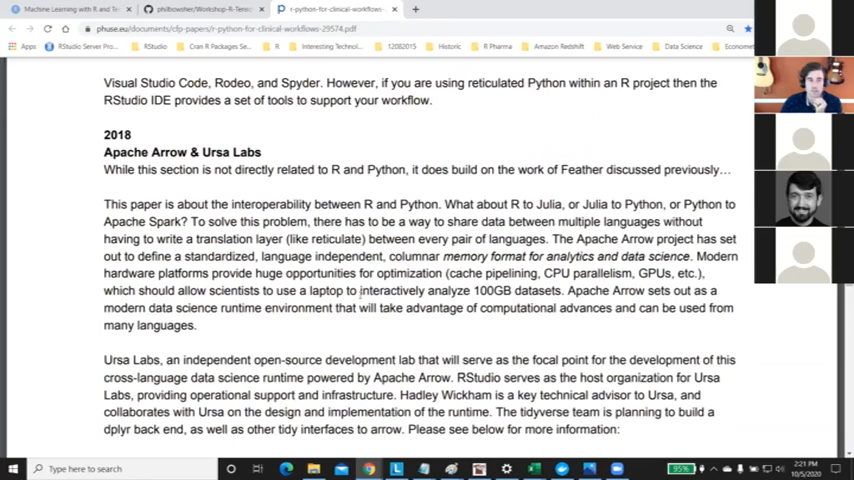 Machine Learning with R and Te
philbowsher/Workshop-R-Tenso
r-python-for-clinical-workflows-
phuse.eu/documents/cfp-papers/r-python-for-clinical-workflows-29574.pdf
Apps
RStudio Server Pro
RStudio
Cran R Packages Se...
R
Interesting Technol...
12082015
Historic
R Pharma
Amazon Redshift
Web Service
Data Science
Economet
Visual Studio Code, Rodeo, and Spyder. However, if you are using reticulated Python within an R project then the
RStudio IDE provides a set of tools to support your workflow.
2018
Apache Arrow & Ursa Labs
While this section is not directly related to R and Python, it does build on the work of Feather discussed previously…
This paper is about the interoperability between R and Python. What about R to Julia, or Julia to Python, or Python to
Apache Spark? To solve this problem, there has to be a way to share data between multiple languages without
having to write a translation layer (like reticulate) between every pair of languages. The Apache Arrow project has set
out to define a standardized, language independent, columnar memory format for analytics and data science. Modern
hardware platforms provide huge opportunities for optimization (cache pipelining, CPU parallelism, GPUs, etc.),
which should allow scientists to use a laptop to interactively analyze 100GB datasets. Apache Arrow sets out as a
modern data science runtime environment that will take advantage of computational advances and can be used from
many languages.
Ursa Labs, an independent open-source development lab that will serve as the focal point for the development of this
cross-language data science runtime powered by Apache Arrow. RStudio serves as the host organization for Ursa
Labs, providing operational support and infrastructure. Hadley Wickham is a key technical advisor to Ursa, and
collaborates with Ursa on the design and implementation of the runtime. The tidyverse team is planning to build a
dplyr back end, as well as other tidy interfaces to arrow. Please see below for more information:
Type here to search
95%
2:21 PM
10/5/2020